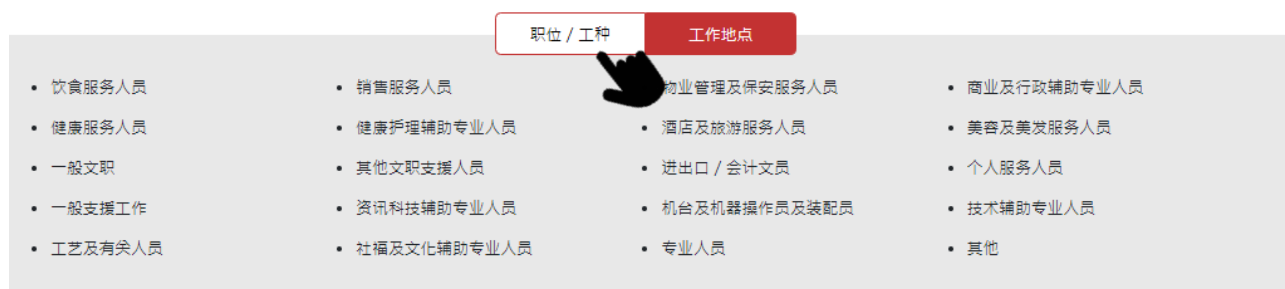 职位 / 工种 工作地点
饮食服务人员 销售服务人员 物业管理及保安服务人员 商业及行政辅助专业人员
健康服务人员 健康护理辅助专业人员 酒店及旅游服务人员 美容及美发服务人员
一般文职 其他文职支援人员 进出口 / 会计文员 个人服务人员
一般支援工作 资讯科技辅助专业人员 机台及机器操作员及装配员 技术辅助专业人员
工艺及有关人员 社福及文化辅助专业人员 专业人员 其他